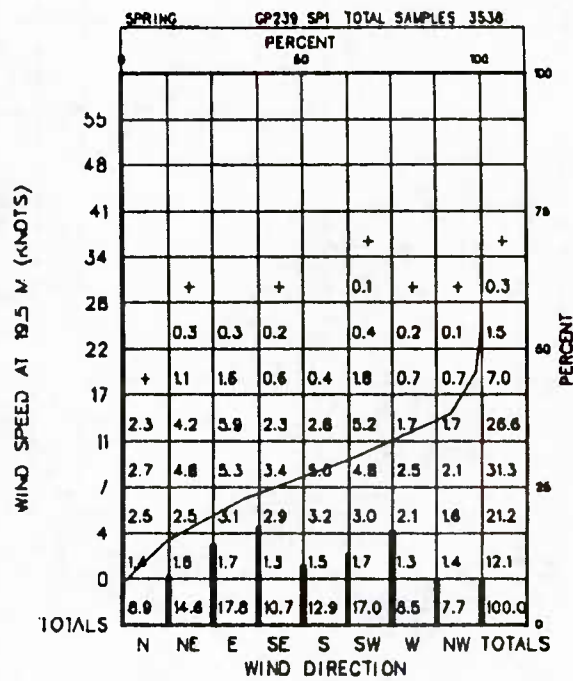 SPRING GP239 SP1 TOTAL SAMPLES 3538
PERCENT
0 50 100
100
55
48
WIND SPEED AT 19.5 M (KNOTS)
41 75
34 + +
+ + 0.1 + + 0.3
28
0.3 0.3 0.2 0.4 0.2 0.1 1.5
22 50
PERCENT
+ 1.1 1.6 0.6 0.4 1.8 0.7 0.7 7.0
17
2.3 4.2 5.9 2.3 2.8 5.2 1.7 1.7 26.6
11
2.7 4.8 5.3 3.4 4.8 2.5 2.1 31.3
7 25
2.5 2.5 3.1 2.9 3.2 3.0 2.1 1.6 21.2
4
1.4 1.6 1.7 1.3 1.5 1.7 1.3 1.4 12.1
0
TOTALS 8.9 14.6 17.8 10.7 12.9 17.0 8.5 7.7 100.0 0
N NE E SE S SW W NW TOTALS
WIND DIRECTION